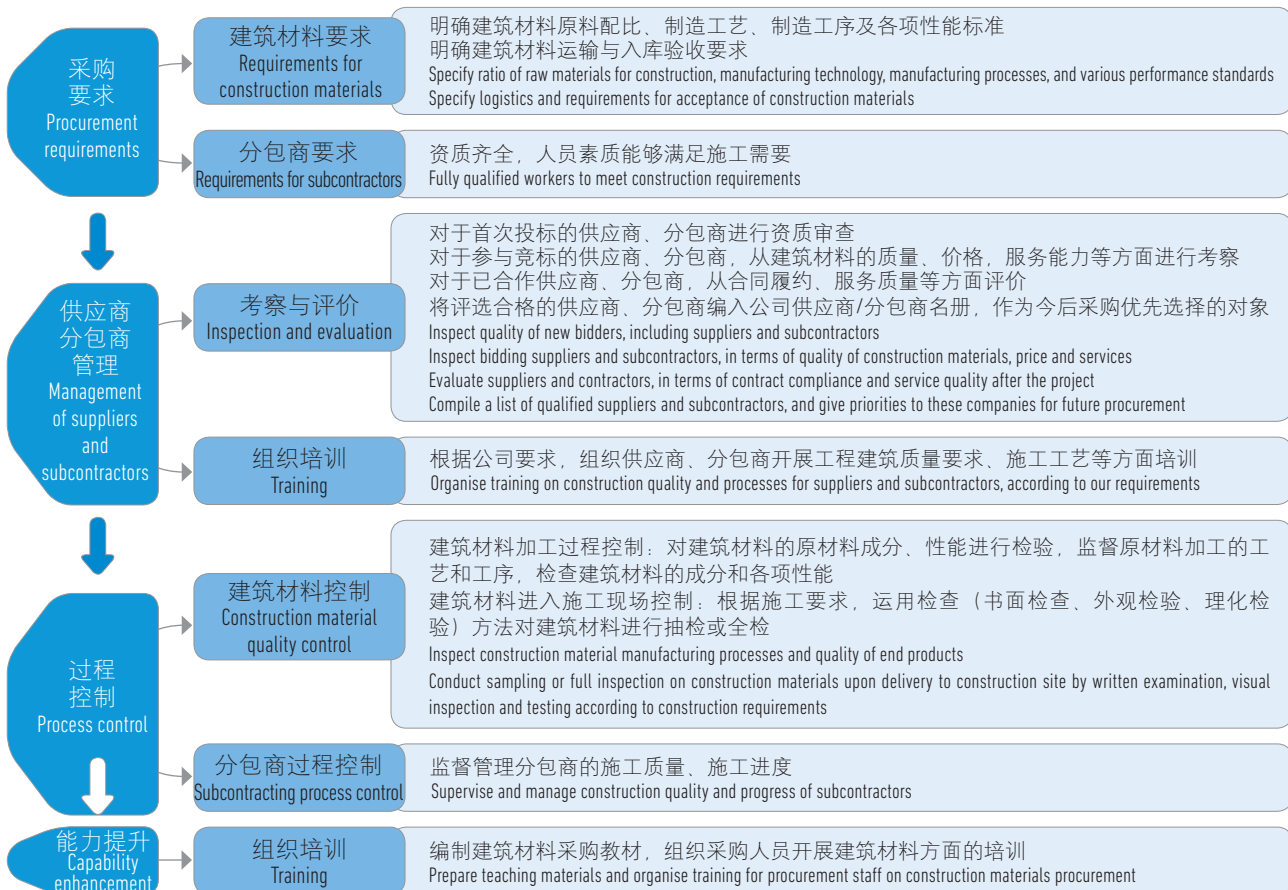 采购
要求
Procurement
requirements
建筑材料要求
Requirements for
construction materials
明确建筑材料原料配比、制造工艺、制造工序及各项性能标准
明确建筑材料运输与入库验收要求
Specify ratio of raw materials for construction, manufacturing technology, manufacturing processes, and various performance standards
Specify logistics and requirements for acceptance of construction materials
分包商要求
Requirements for subcontractors
资质齐全，人员素质能够满足施工需要
Fully qualified workers to meet construction requirements
供应商
分包商
管理
Management
of suppliers
and
subcontractors
考察与评价
Inspection and evaluation
对于首次投标的供应商、分包商进行资质审查
对于参与竞标的供应商、分包商，从建筑材料的质量、价格，服务能力等方面进行考察
对于已合作供应商、分包商，从合同履约、服务质量等方面评价
将评选合格的供应商、分包商编入公司供应商/分包商名册，作为今后采购优先选择的对象
Inspect quality of new bidders, including suppliers and subcontractors
Inspect bidding suppliers and subcontractors, in terms of quality of construction materials, price and services
Evaluate suppliers and contractors, in terms of contract compliance and service quality after the project
Compile a list of qualified suppliers and subcontractors, and give priorities to these companies for future procurement
组织培训
Training
根据公司要求，组织供应商、分包商开展工程建筑质量要求、施工工艺等方面培训
Organise training on construction quality and processes for suppliers and subcontractors, according to our requirements
过程
控制
Process control
建筑材料控制
Construction material
quality control
建筑材料加工过程控制：对建筑材料的原材料成分、性能进行检验，监督原材料加工的工
艺和工序，检查建筑材料的成分和各项性能
建筑材料进入施工现场控制：根据施工要求，运用检查（书面检查、外观检验、理化检
验）方法对建筑材料进行抽检或全检
Inspect construction material manufacturing processes and quality of end products
Conduct sampling or full inspection on construction materials upon delivery to construction site by written examination, visual
inspection and testing according to construction requirements
分包商过程控制
Subcontracting process control
监督管理分包商的施工质量、施工进度
Supervise and manage construction quality and progress of subcontractors
能力提升
Capability
enhancement
组织培训
Training
编制建筑材料采购教材，组织采购人员开展建筑材料方面的培训
Prepare teaching materials and organise training for procurement staff on construction materials procurement